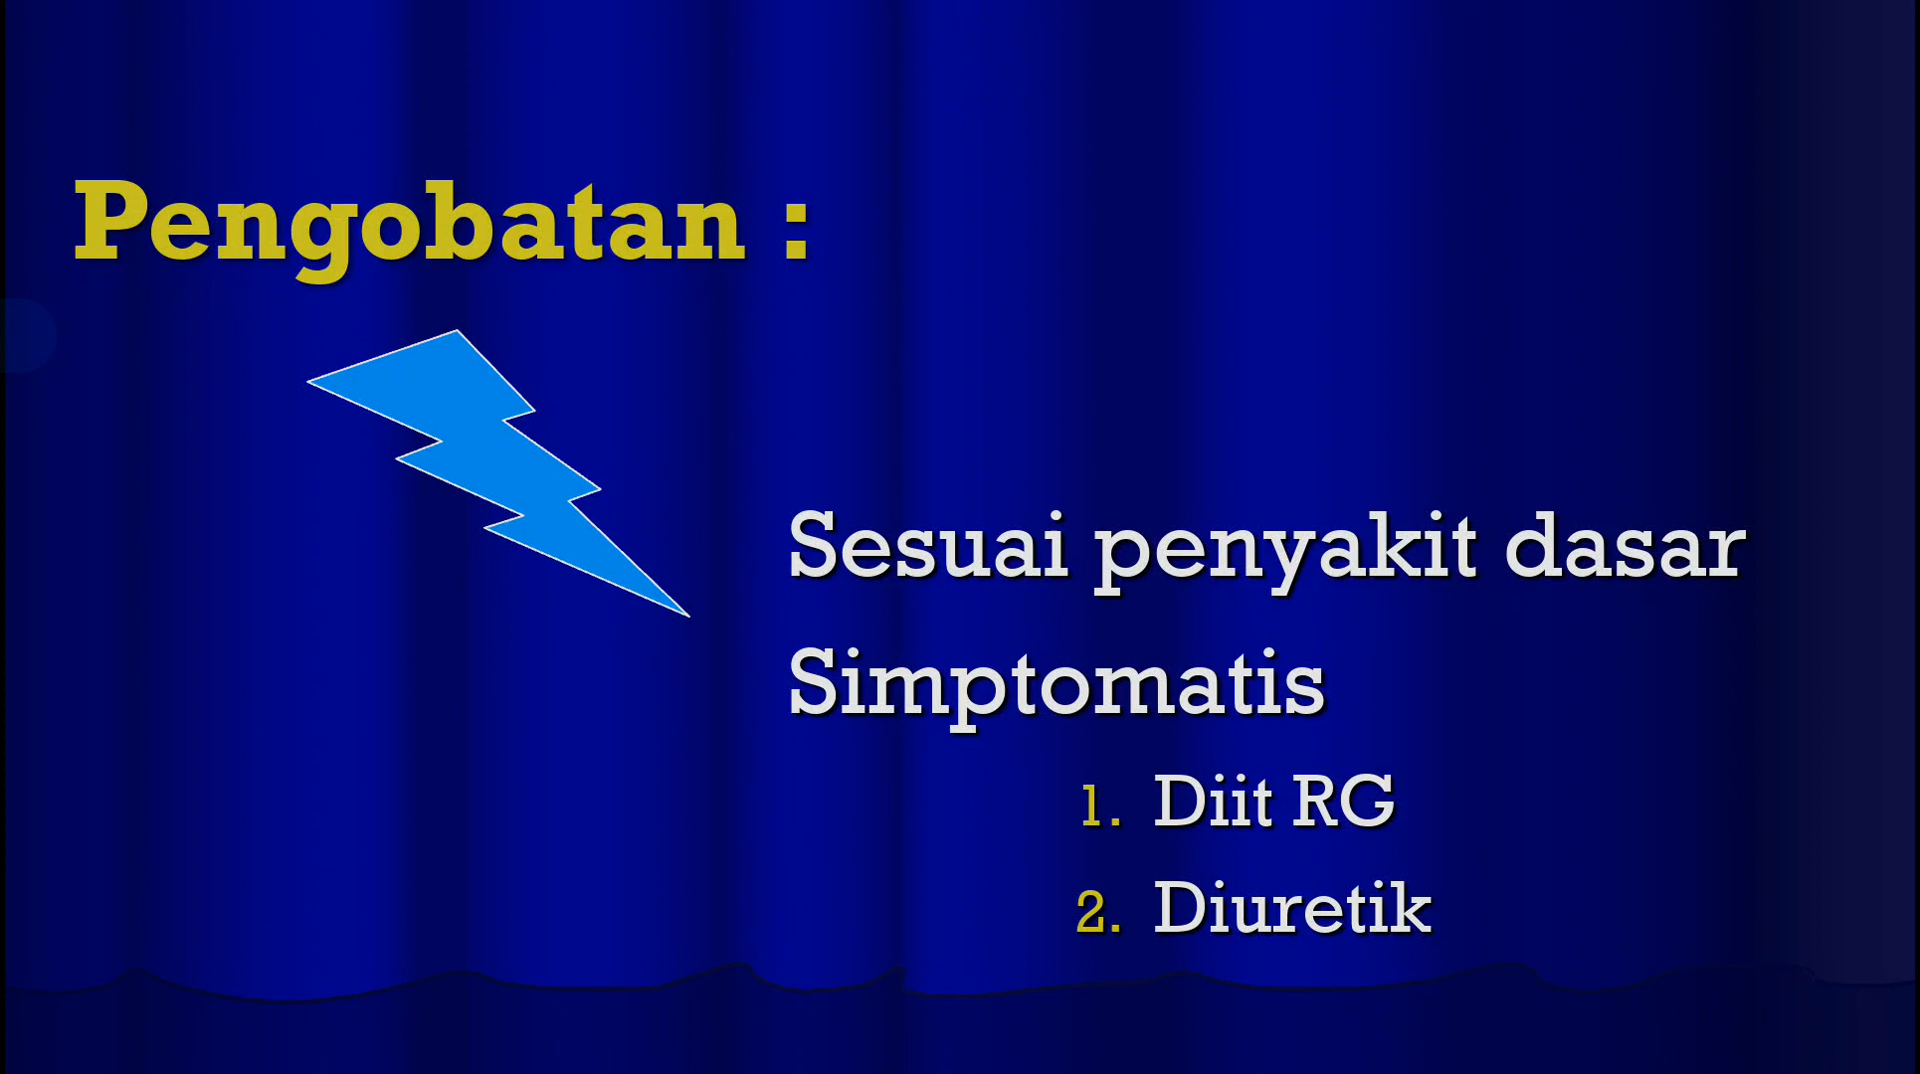 Pengobatan :
Sesuai penyakit dasar
Simptomatis
1. Diit RG
2. Diuretik